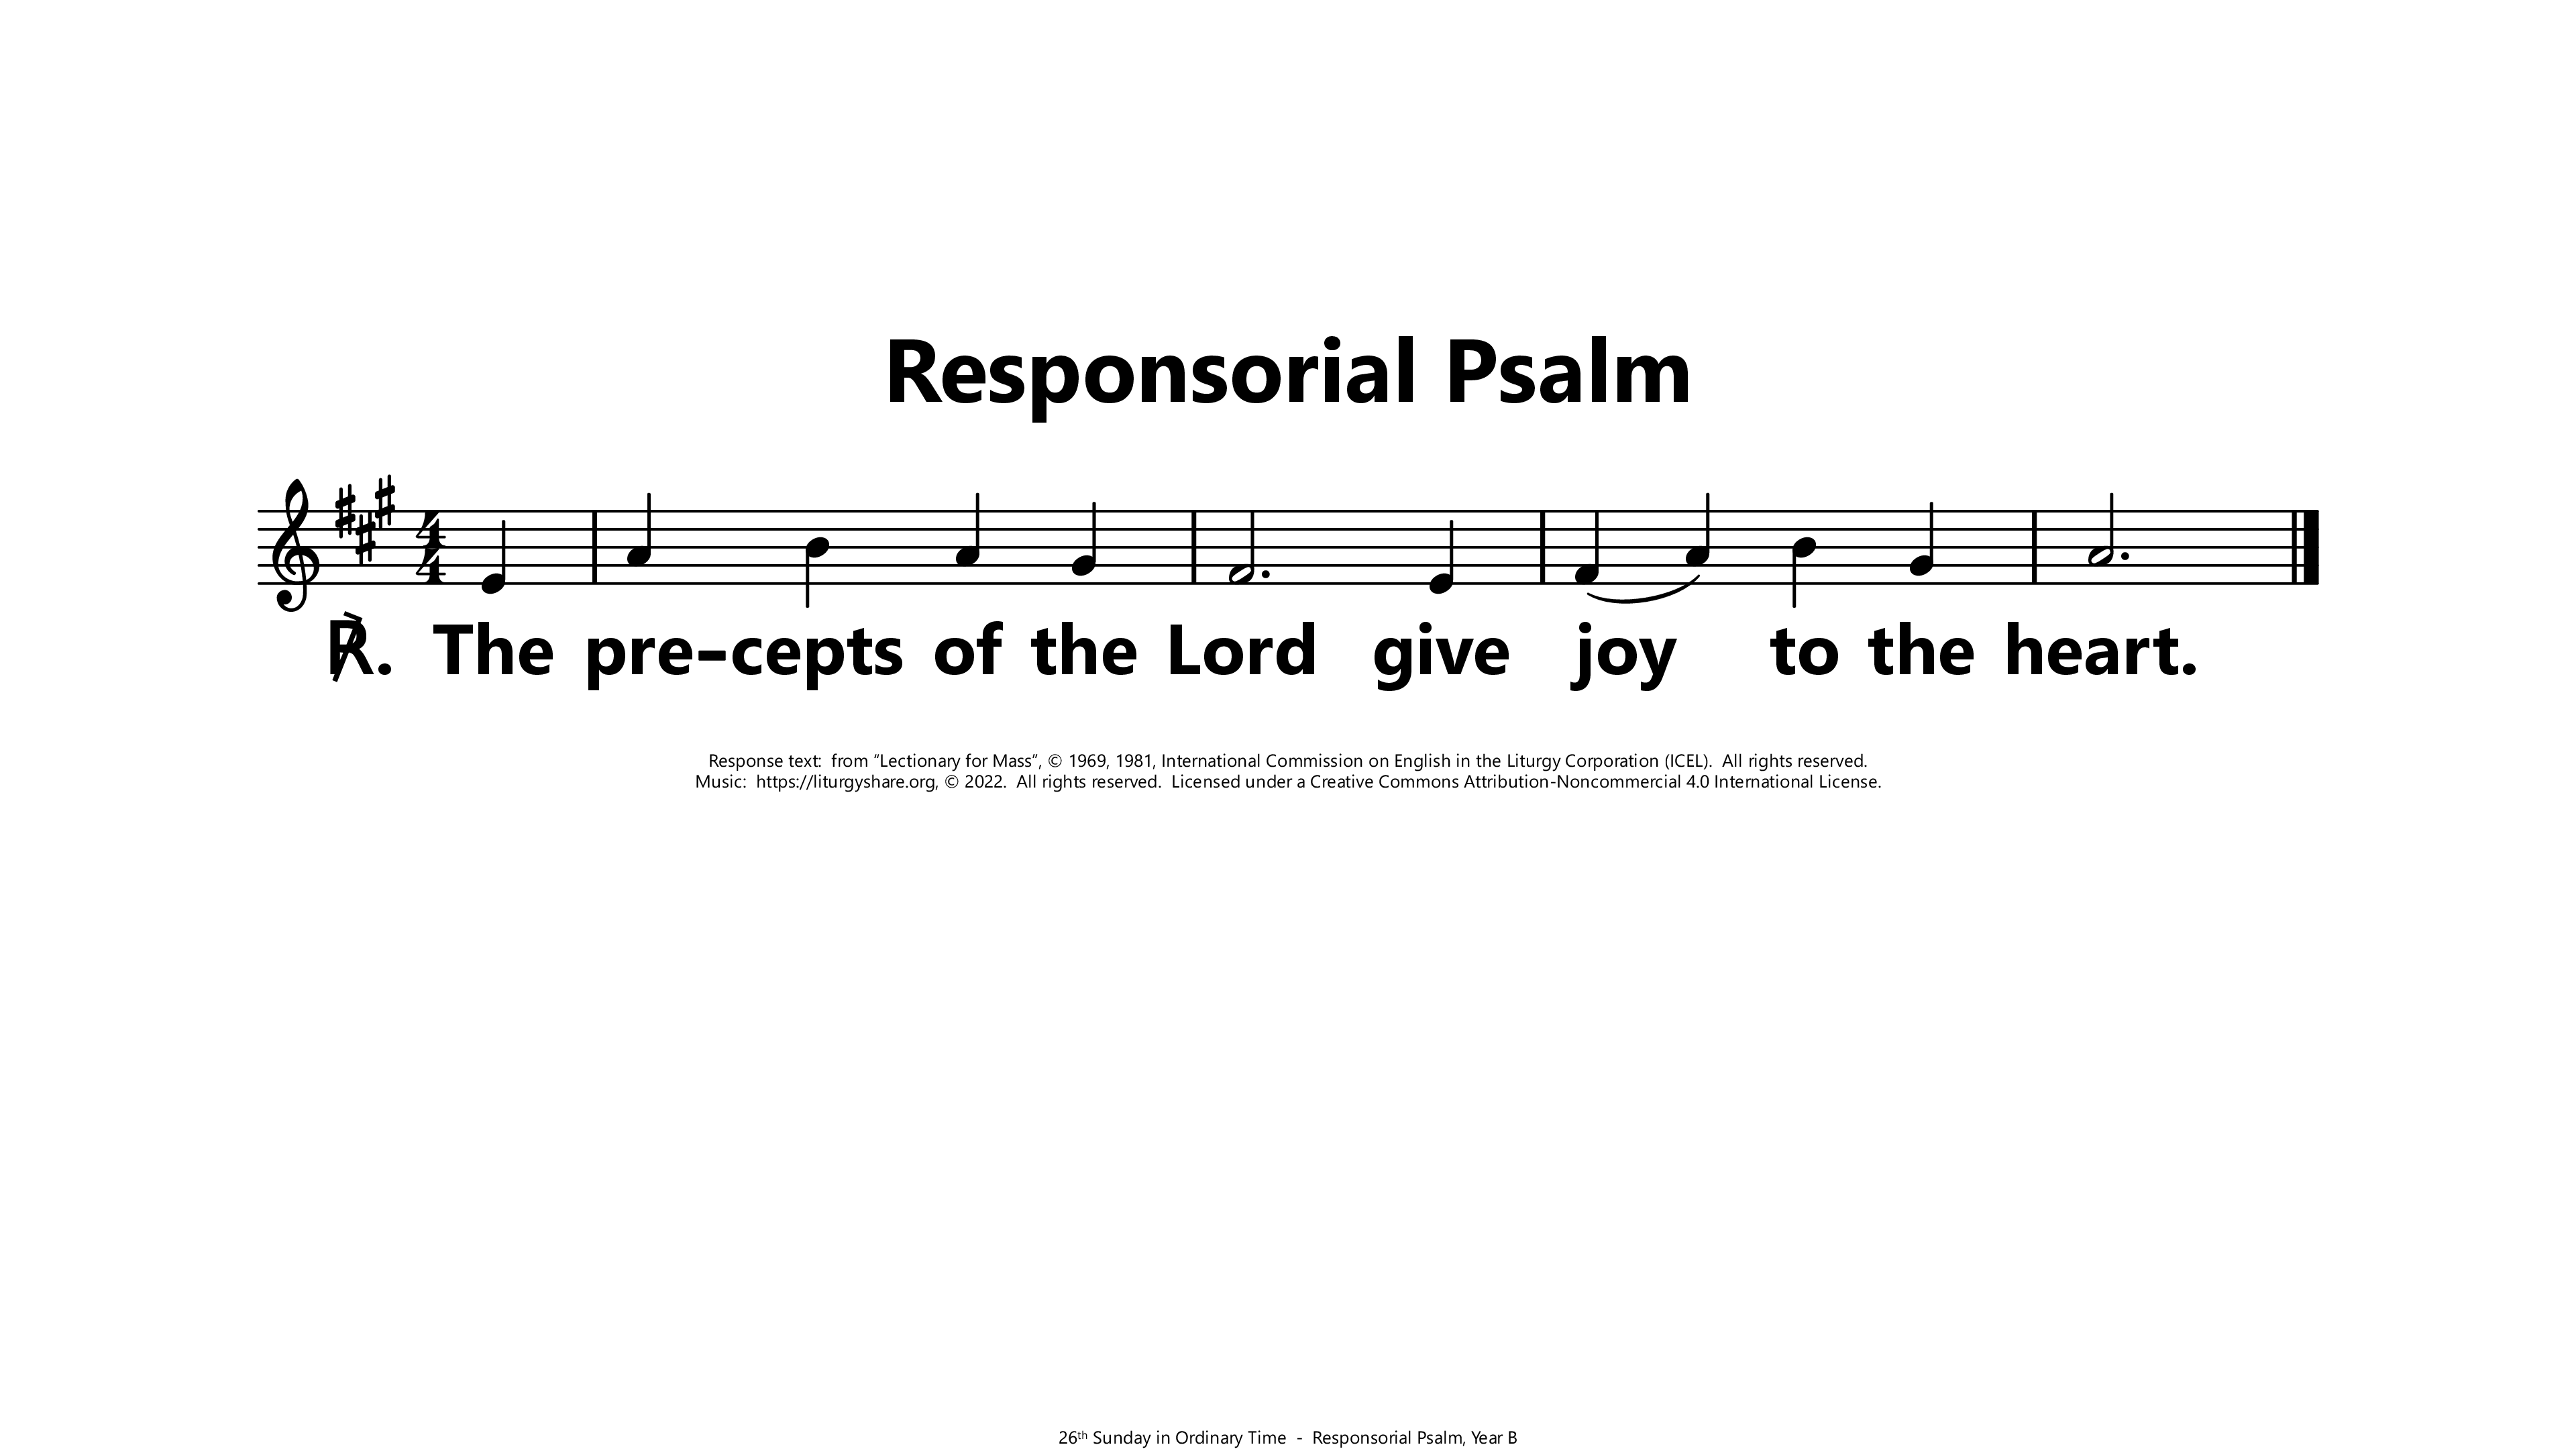 Responsorial Psalm
℟. The pre-cepts of the Lord give joy to the heart.
Response text:  from “Lectionary for Mass”, © 1969, 1981, International Commission on English in the Liturgy Corporation (ICEL).  All rights reserved.
Music:  https://liturgyshare.org, © 2022.  All rights reserved.  Licensed under a Creative Commons Attribution-Noncommercial 4.0 International License.
26th Sunday in Ordinary Time  -  Responsorial Psalm, Year B